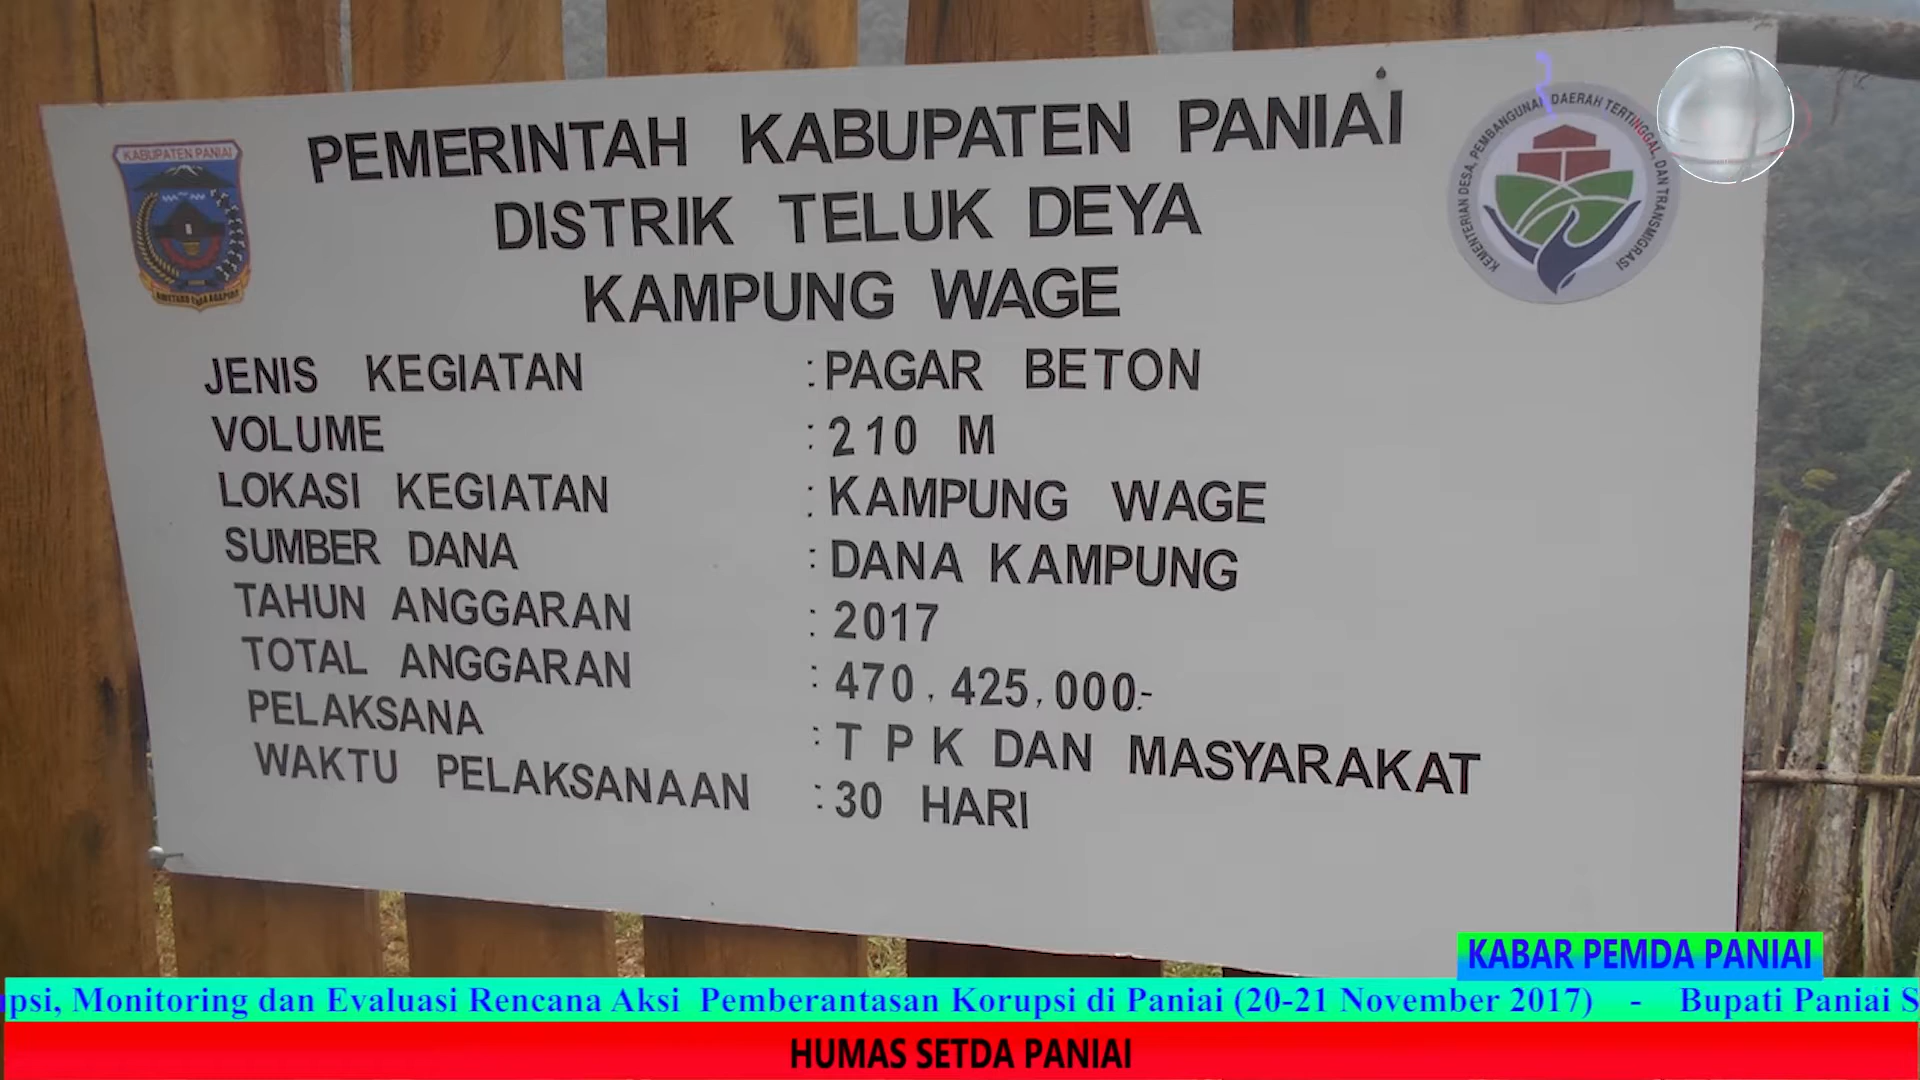 PEMERINTAH KABUPATEN PANIAI
DISTRIK TELUK DEYA
KAMPUNG WAGE
KABUPATEN PANIAI
KEMENTERIAN DESA, PEMBANGUNAN DAERAH TERTINGGAL, DAN TRANSMIGRASI
JENIS KEGIATAN : PAGAR BETON
VOLUME : 210 M
LOKASI KEGIATAN : KAMPUNG WAGE
SUMBER DANA : DANA KAMPUNG
TAHUN ANGGARAN : 2017
TOTAL ANGGARAN : 470.425.000:-
PELAKSANA : T P K DAN MASYARAKAT
WAKTU PELAKSANAAN : 30 HARI
KABAR PEMDA PANIAI
psi, Monitoring dan Evaluasi Rencana Aksi Pemberantasan Korupsi di Paniai (20-21 November 2017) - Bupati Paniai S
HUMAS SETDA PANIAI